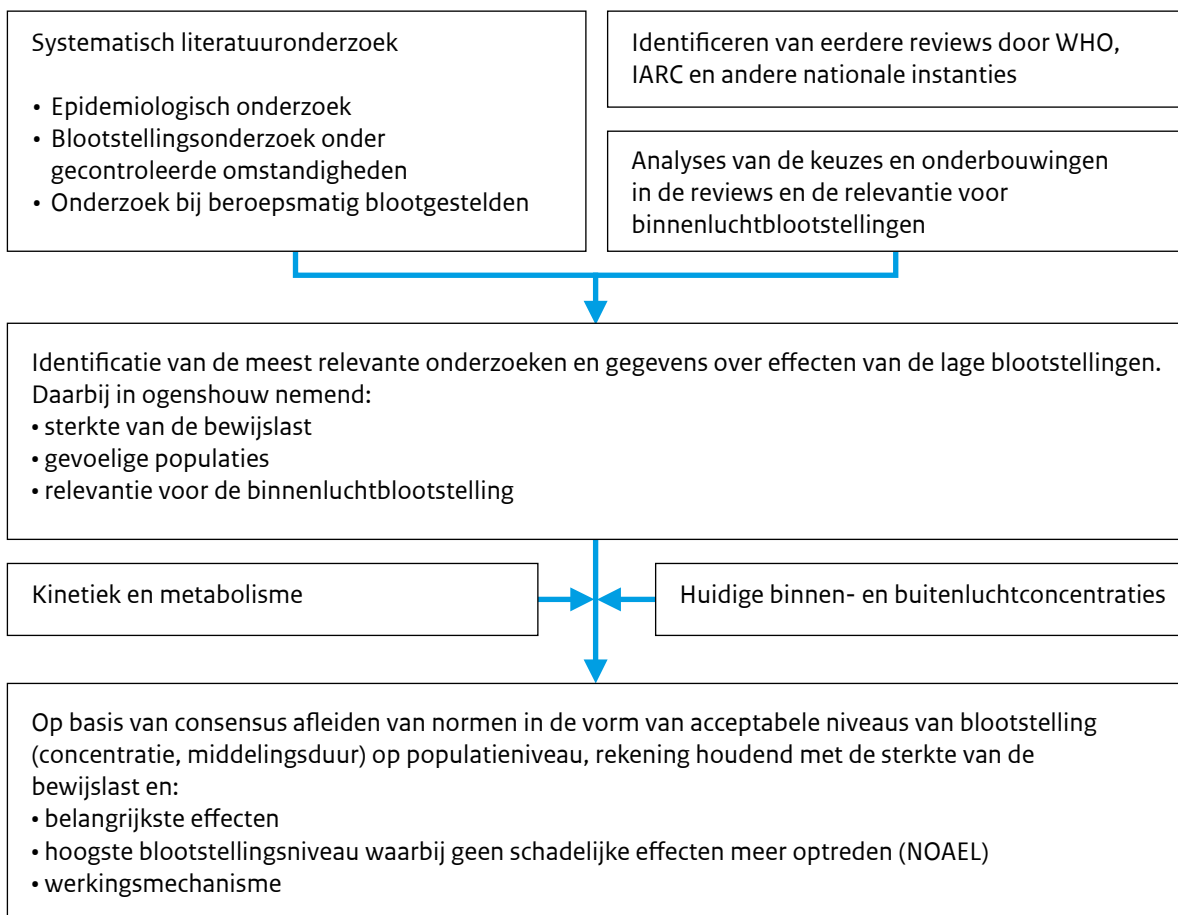 Systematisch literatuuronderzoek
• Epidemiologisch onderzoek
• Blootstellingsonderzoek onder
gecontroleerde omstandigheden
• Onderzoek bij beroepsmatig blootgestelden
Identificeren van eerdere reviews door WHO,
IARC en andere nationale instanties
Analyses van de keuzes en onderbouwingen
in de reviews en de relevantie voor
binnenluchtblootstellingen
Identificatie van de meest relevante onderzoeken en gegevens over effecten van de lage blootstellingen.
Daarbij in ogenshouw nemend:
• sterkte van de bewijslast
• gevoelige populaties
• relevantie voor de binnenluchtblootstelling
Kinetiek en metabolisme
Huidige binnen- en buitenluchtconcentraties
Op basis van consensus afleiden van normen in de vorm van acceptabele niveaus van blootstelling
(concentratie, middelingsduur) op populatieniveau, rekening houdend met de sterkte van de
bewijslast en:
• belangrijkste effecten
• hoogste blootstellingsniveau waarbij geen schadelijke effecten meer optreden (NOAEL)
• werkingsmechanisme